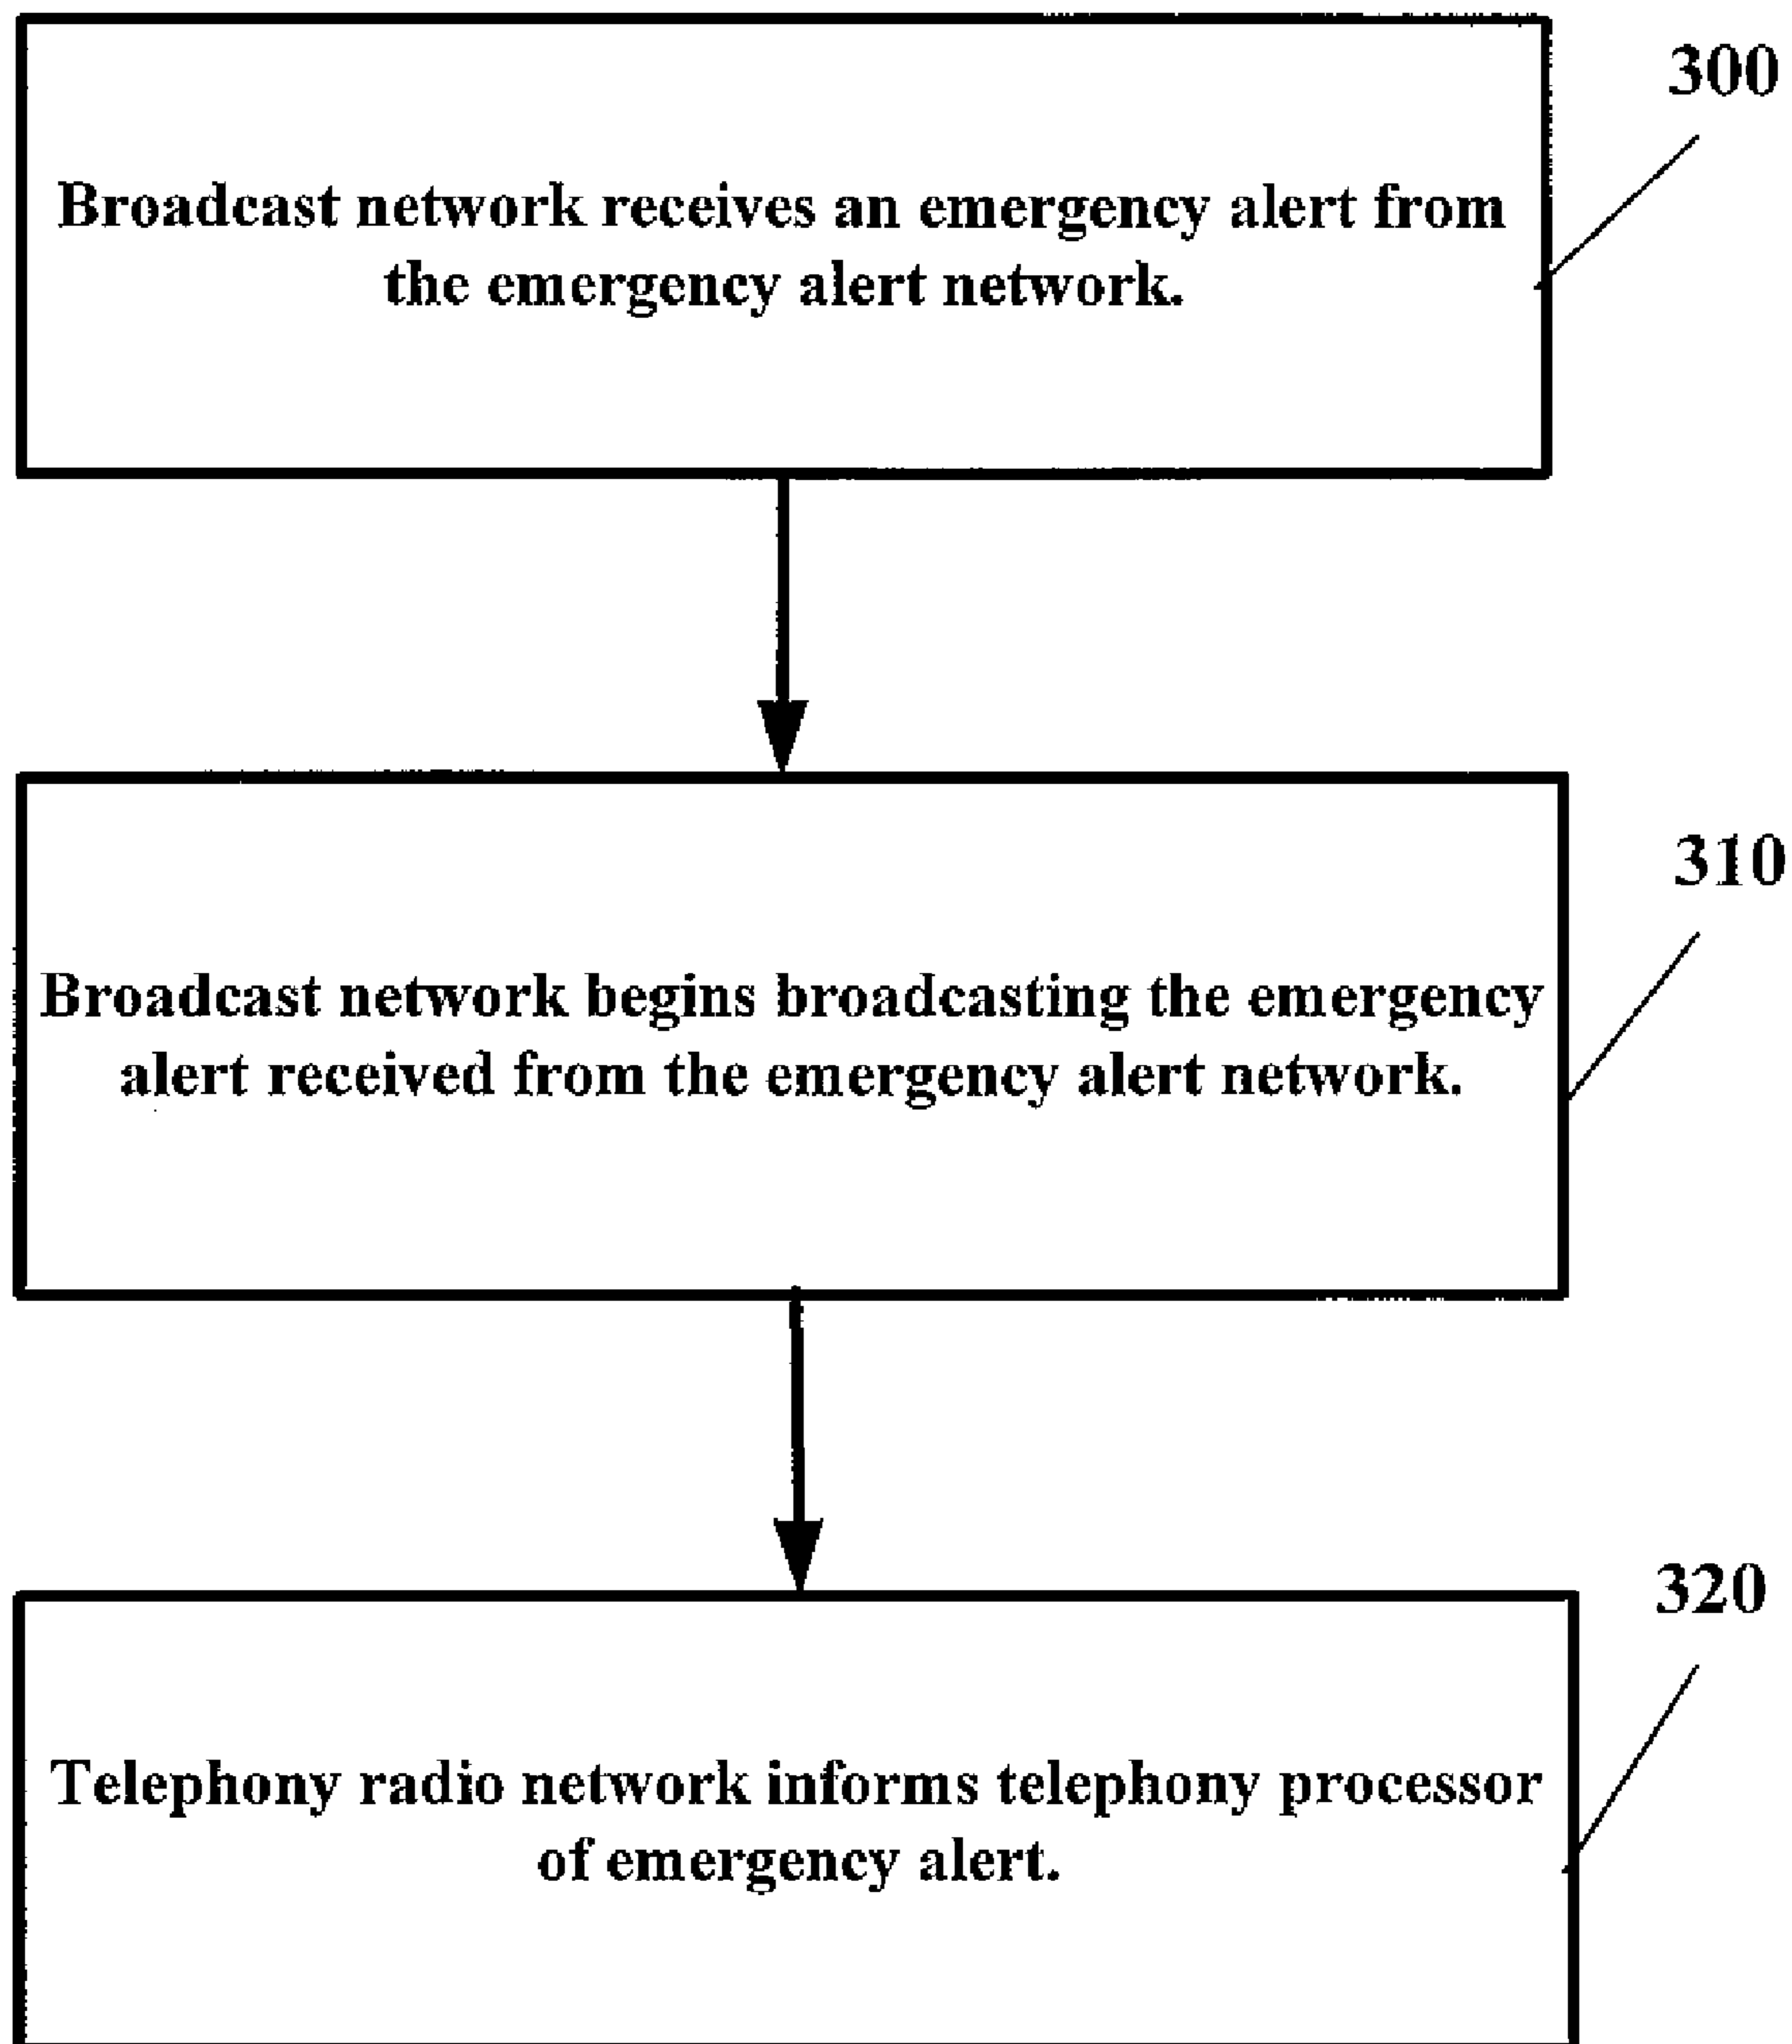 300
Broadcast network receives an emergency alert from
the emergency alert network.
310
Broadcast network begins broadcasting the emergency
alert received from the emergency alert network.
320
Telephony radio network informs telephony processor
of emergency alert.